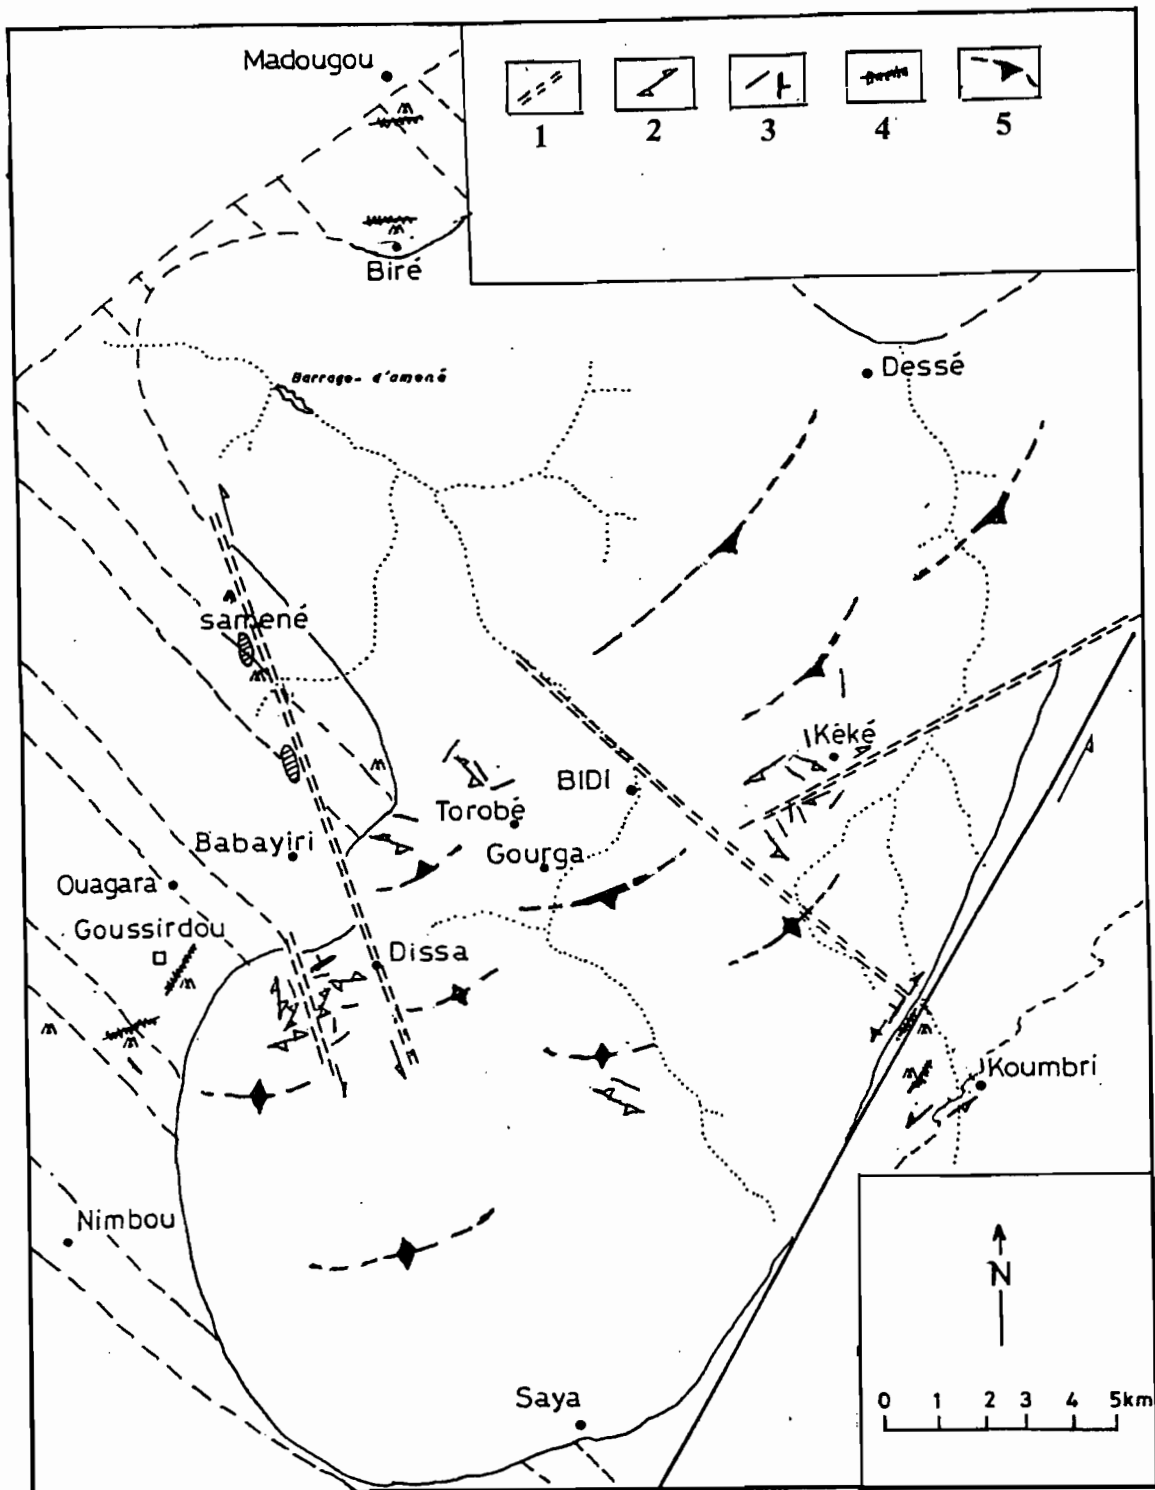 Madougou
1 2 3 4 5
Biré
Dessé
Barrage- d'amené
samené
Kéké
BIDI
Torobé
Babayiri
Gourga
Ouagara
Goussirdou
Dissa
Koumbri
Nimbou
N
Saya
0 1 2 3 4 5km